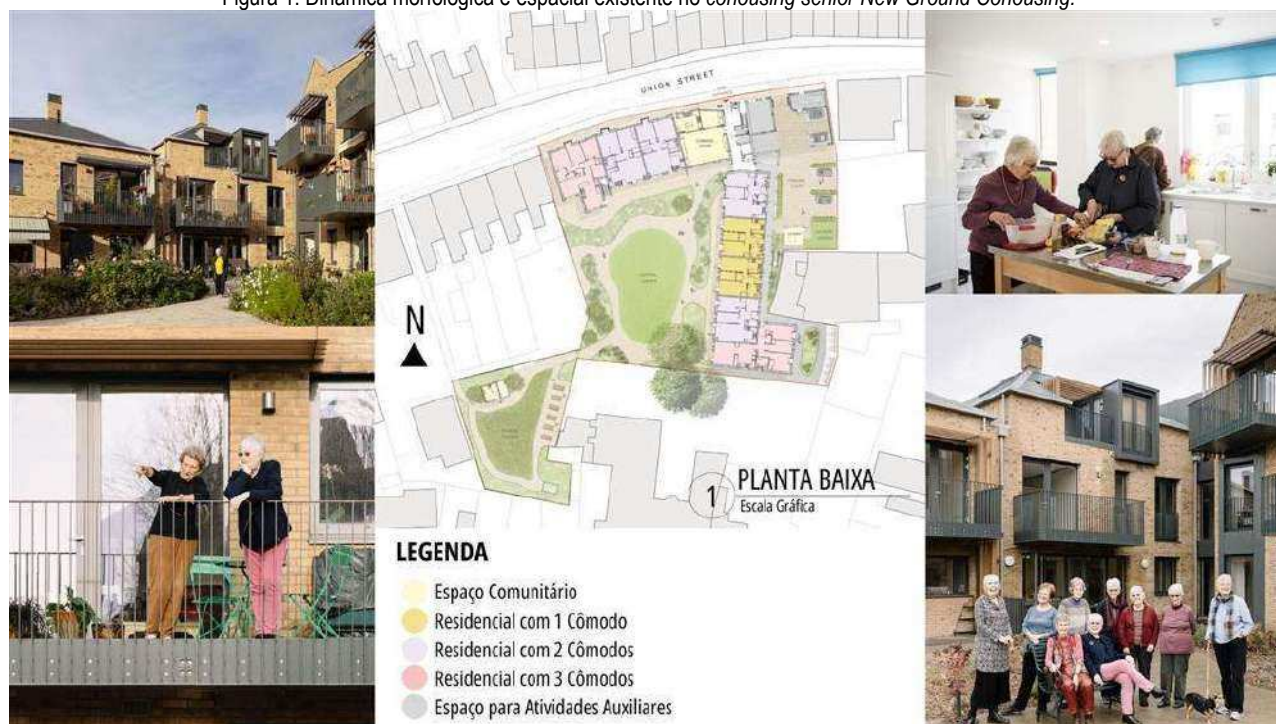 Figura 1. Dinâmica morfológica e espacial existente no cohousing senior New Ground Cohousing.
UNION STREET
N
1
PLANTA BAIXA
Escala Gráfica
LEGENDA
Espaço Comunitário
Residencial com 1 Cômodo
Residencial com 2 Cômodos
Residencial com 3 Cômodos
Espaço para Atividades Auxiliares